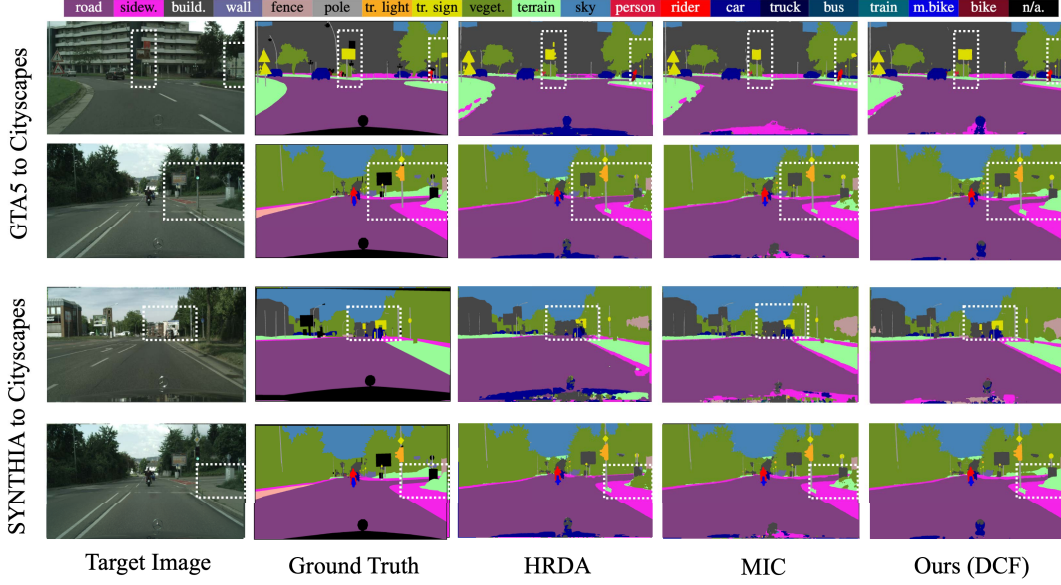 road sidew. build. wall fence pole tr. light tr. sign veget. terrain sky person rider car truck bus train m.bike bike n/a.
GTA5 to Cityscapes
SYNTHIA to Cityscapes
Target Image Ground Truth HRDA MIC Ours (DCF)